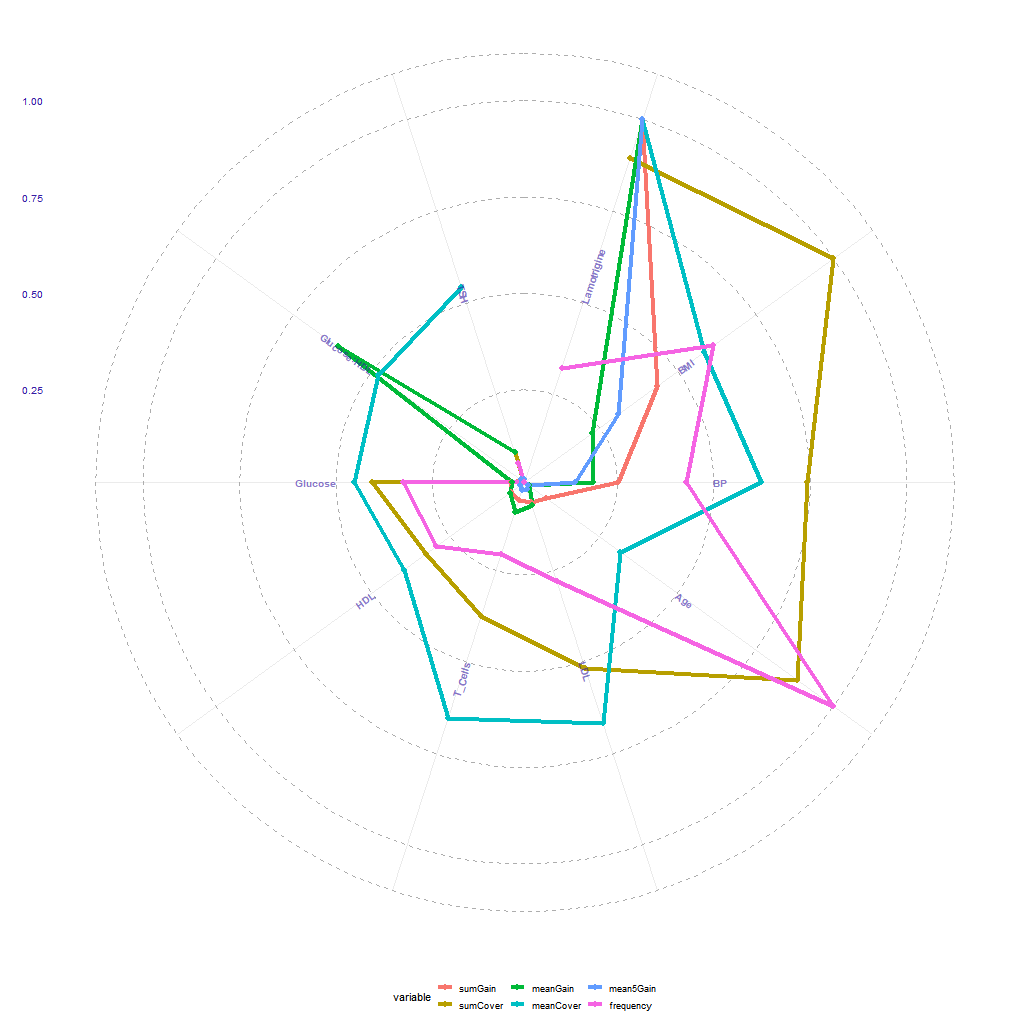 1.00
0.75
0.50
0.25
Lamotrigine
BMI
BP
Age
LDL
T_Cells
HDL
Glucose
variable
sumGain
meanGain
mean5Gain
sumCover
meanCover
frequency